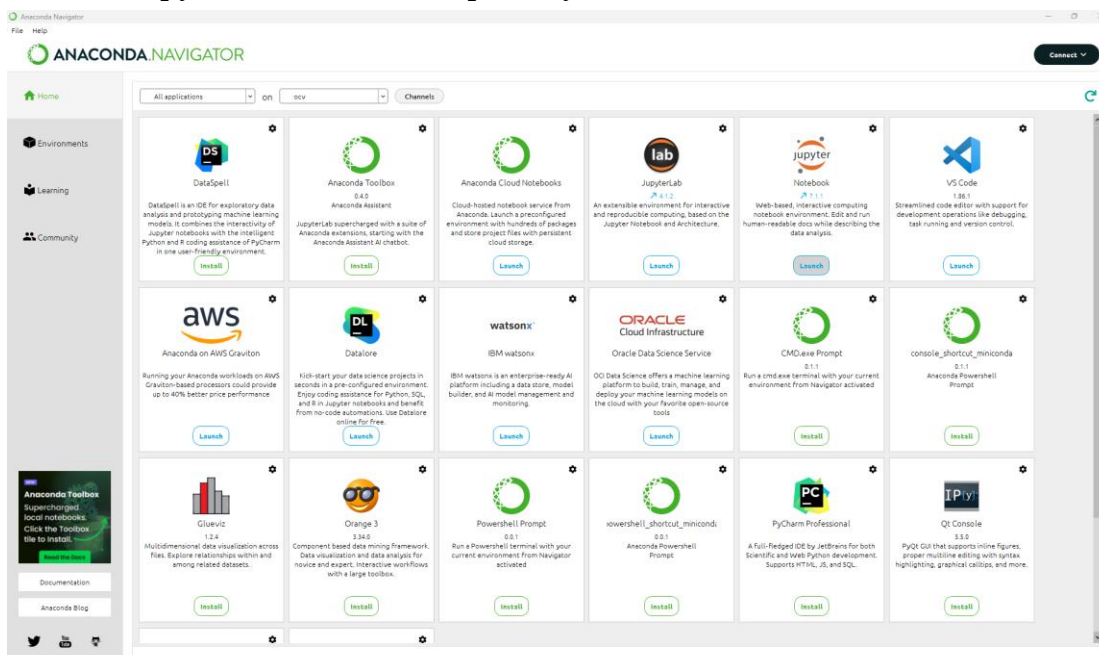 Anaconda Navigator
File Help
ANACONDA.NAVIGATOR
Connect
Home
Environments
Learning
Community
All applications
on
ocv
Channels
DS
DataSpell
DataSpell is an IDE for exploratory data
analysis and prototyping machine learning
models. It combines the interactivity of
Jupyter notebooks with the intelligent
Python and R coding assistance of PyCharm
in one user-friendly environment.
Install
Anaconda Toolbox
0.4.0
Anaconda Assistant
JupyterLab supercharged with a suite of
Anaconda extensions, starting with the
Anaconda Assistant AI chatbot.
Install
Anaconda Cloud Notebooks
Cloud-hosted notebook service from
Anaconda. Launch a preconfigured
environment with hundreds of packages
and store project files with persistent
cloud storage.
Launch
lab
JupyterLab
4.1.2
An extensible environment for interactive
and reproducible computing, based on the
Jupyter Notebook and Architecture.
Launch
jupyter
Notebook
7.1.1
Web-based, interactive computing
notebook environment. Edit and run
human-readable docs while describing the
data analysis.
Launch
VS Code
1.86.1
Streamlined code editor with support for
development operations like debugging,
task running and version control.
Launch
aws
Anaconda on AWS Graviton
Running your Anaconda workloads on AWS
Graviton-based processors could provide
up to 40% better price performance
Launch
DL
Datalore
Kick-start your data science projects in
seconds in a pre-configured environment.
Enjoy coding assistance for Python, SQL,
and R in Jupyter notebooks and benefit
from no-code automations. Use Datalore
online for free.
Launch
watsonx
IBM watsonx
IBM watsonx is an enterprise-ready AI
platform including a data store, model
builder, and AI model management and
monitoring.
Launch
ORACLE
Cloud Infrastructure
Oracle Data Science Service
OCI Data Science offers a machine learning
platform to build, train, manage, and
deploy your machine learning models on
the cloud with your favorite open-source
tools
Launch
CMD.exe Prompt
0.1.1
Run a cmd.exe terminal with your current
environment from Navigator activated
Install
console_shortcut_miniconda
0.1.1
Anaconda Powershell
Prompt
Install
Glueviz
1.2.4
Multidimensional data visualization across
files. Explore relationships within and
among related datasets.
Install
Orange 3
3.34.0
Component based data mining framework.
Data visualization and data analysis for
novice and expert. Interactive workflows
with a large toolbox.
Install
Powershell Prompt
0.0.1
Run a Powershell terminal with your
current environment from Navigator
activated
Install
owershell_shortcut_miniconda
0.0.1
Anaconda Powershell
Prompt
Install
PC
PyCharm Professional
A full-fledged IDE by JetBrains for both
Scientific and Web Python development.
Supports HTML, JS, and SQL.
Install
IP[y]:
Qt Console
5.5.0
PyQt GUI that supports inline figures,
proper multiline editing with syntax
highlighting, graphical calltips, and more.
Install
Anaconda Toolbox
Supercharged
local notebooks.
Click the Toolbox
tile to install.
Read the Docs
Documentation
Anaconda Blog
You